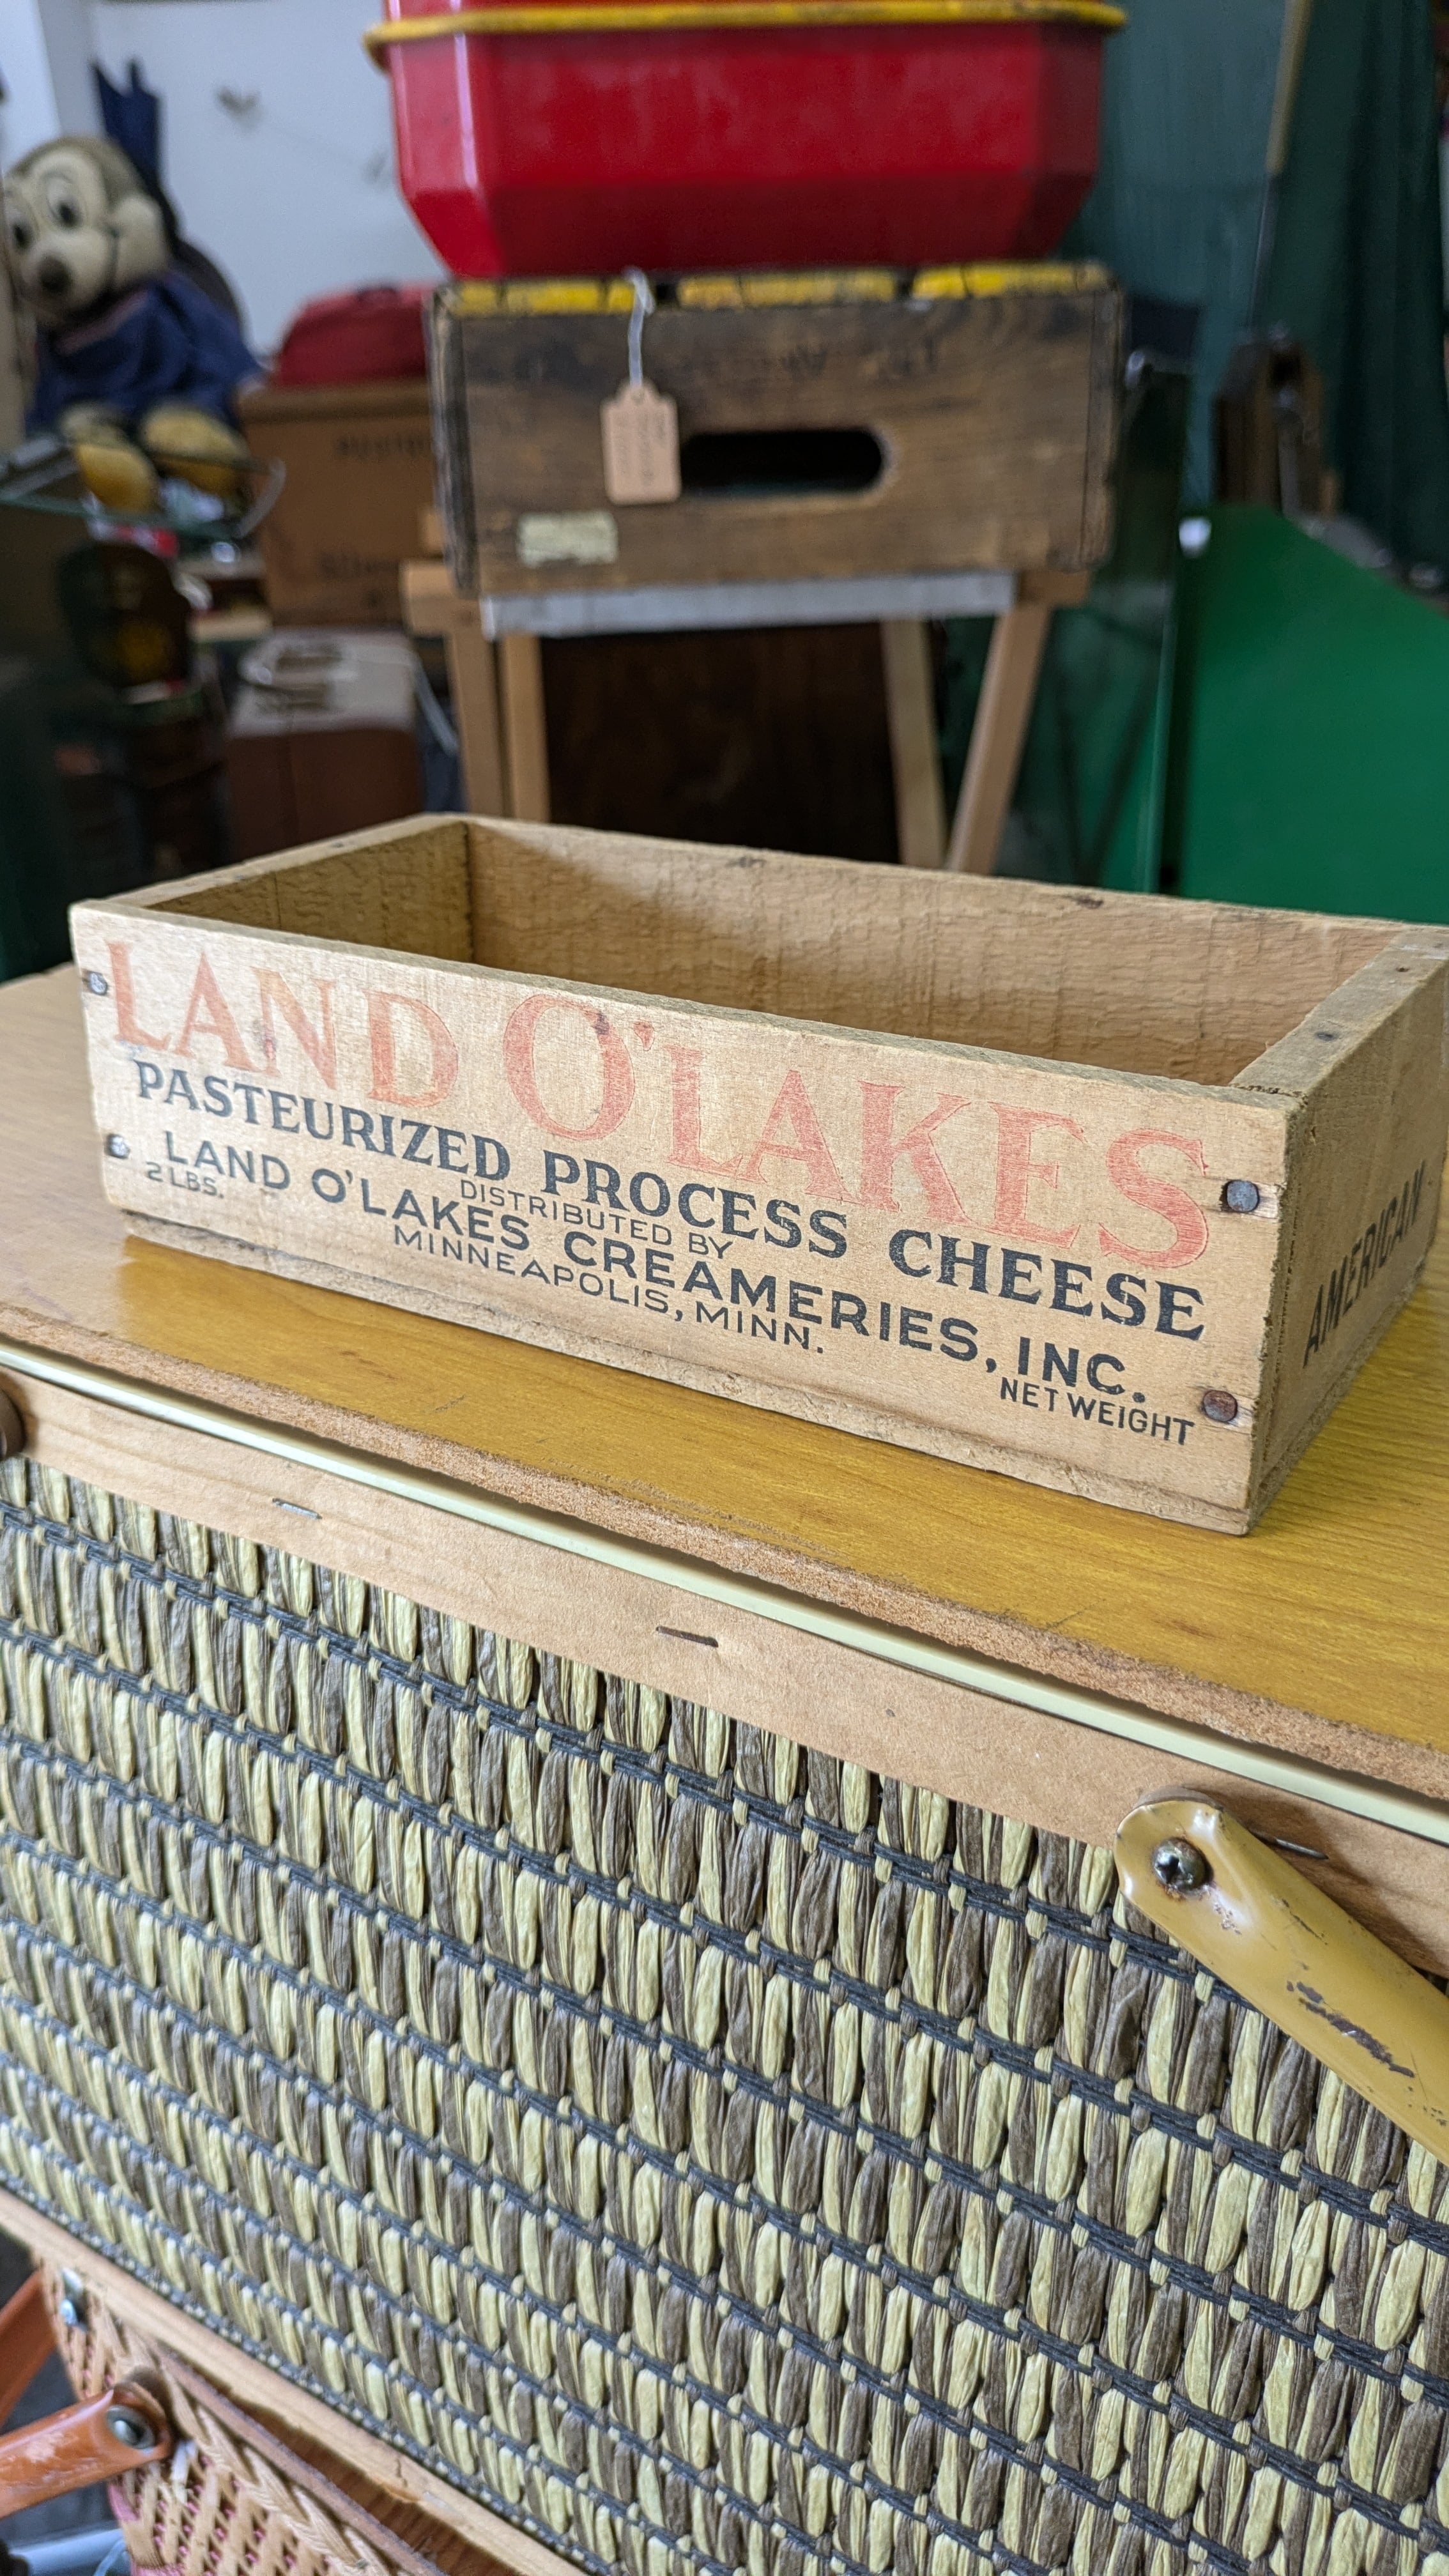 LAND O'LAKES
PASTEURIZED PROCESS CHEESE
DISTRIBUTED BY
LAND O'LAKES CREAMERIES, INC.
2 LBS.
MINNEAPOLIS, MINN.
NET WEIGHT
AMERICAN